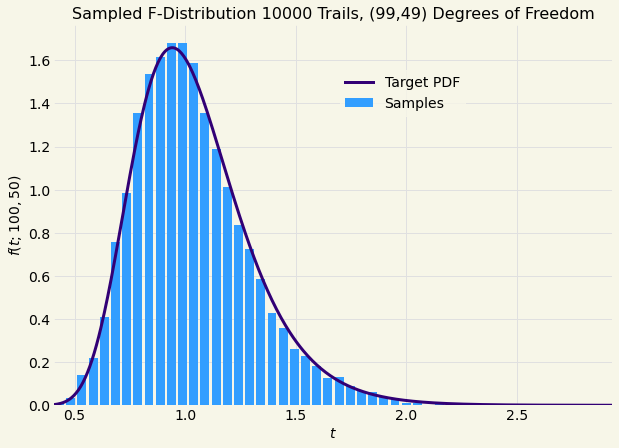 Sampled F-Distribution 10000 Trails, (99,49) Degrees of Freedom
Target PDF
Samples
f(t; 100, 50)
1.6
1.4
1.2
1.0
0.8
0.6
0.4
0.2
0.0
0.5 1.0 1.5 2.0 2.5
t